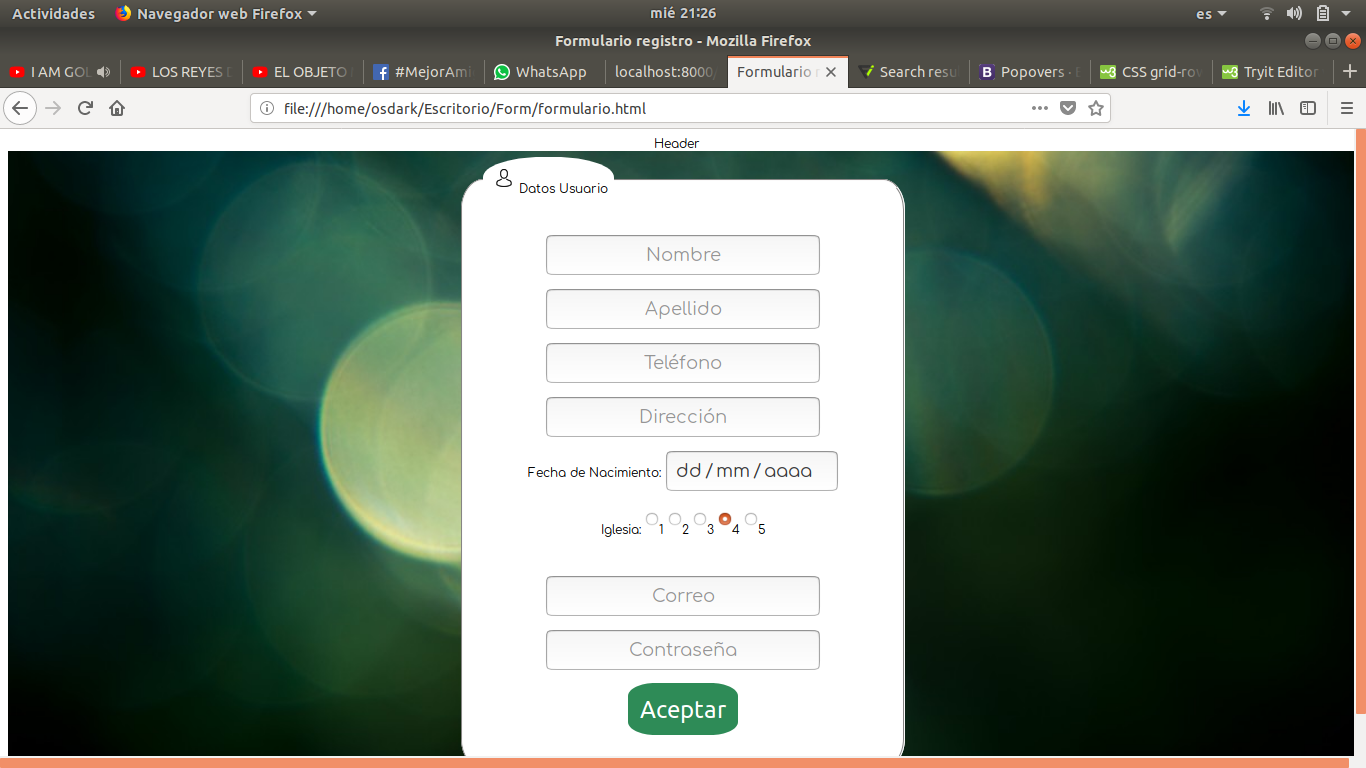 Actividades Navegador web Firefox mié 21:26 es
Formulario registro - Mozilla Firefox
I AM GOL LOS REYES D EL OBJETO #MejorAmi WhatsApp localhost:8000/ Formulario r Search resu Popovers · B CSS grid-rov Tryit Editor
file:///home/osdark/Escritorio/Form/formulario.html
Header
Datos Usuario
Nombre
Apellido
Teléfono
Dirección
Fecha de Nacimiento: dd / mm / aaaa
Iglesia: 1 2 3 4 5
Correo
Contraseña
Aceptar